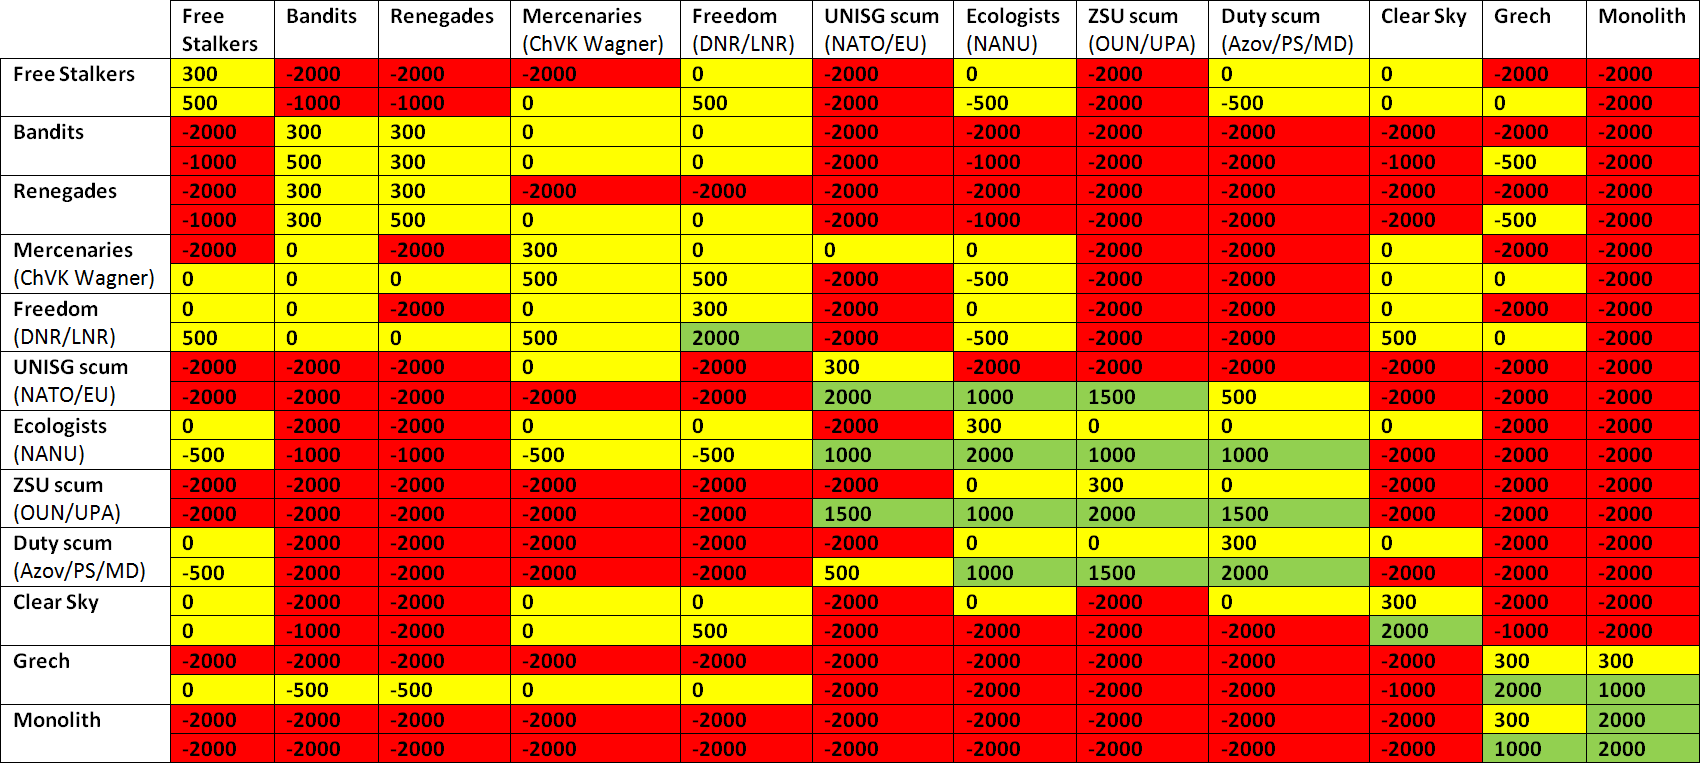 Free Bandits Renegades Mercenaries Freedom UNISG scum Ecologists ZSU scum Duty scum Clear Sky Grech Monolith
Stalkers (ChVK Wagner) (DNR/LNR) (NATO/EU) (NANU) (OUN/UPA) (Azov/PS/MD)
Free Stalkers 300 -2000 -2000 -2000 0 -2000 0 -2000 0 0 -2000 -2000
500 -1000 -1000 0 500 -2000 -500 -2000 -500 0 0 -2000
Bandits -2000 300 300 0 0 -2000 -2000 -2000 -2000 -2000 -2000 -2000
-1000 500 300 0 0 -2000 -1000 -2000 -2000 -1000 -500 -2000
Renegades -2000 300 300 -2000 -2000 -2000 -2000 -2000 -2000 -2000 -2000 -2000
-1000 300 500 0 0 -2000 -1000 -2000 -2000 -2000 -500 -2000
Mercenaries -2000 0 -2000 300 0 0 0 -2000 -2000 0 -2000 -2000
(ChVK Wagner) 0 0 0 500 500 -2000 -500 -2000 -2000 0 0 -2000
Freedom 0 0 -2000 0 300 -2000 0 -2000 -2000 0 -2000 -2000
(DNR/LNR) 500 0 0 500 2000 -2000 -500 -2000 -2000 500 0 -2000
UNISG scum -2000 -2000 -2000 0 -2000 300 -2000 -2000 -2000 -2000 -2000 -2000
(NATO/EU) -2000 -2000 -2000 -2000 -2000 2000 1000 1500 500 -2000 -2000 -2000
Ecologists 0 -2000 -2000 0 0 -2000 300 0 0 0 -2000 -2000
(NANU) -500 -1000 -1000 -500 -500 1000 2000 1000 1000 -2000 -2000 -2000
ZSU scum -2000 -2000 -2000 -2000 -2000 -2000 0 300 0 -2000 -2000 -2000
(OUN/UPA) -2000 -2000 -2000 -2000 -2000 1500 1000 2000 1500 -2000 -2000 -2000
Duty scum 0 -2000 -2000 -2000 -2000 -2000 0 0 300 0 -2000 -2000
(Azov/PS/MD) -500 -2000 -2000 -2000 -2000 500 1000 1500 2000 -2000 -2000 -2000
Clear Sky 0 -2000 -2000 0 0 -2000 0 -2000 0 300 -2000 -2000
0 -1000 -2000 0 500 -2000 -2000 -2000 -2000 2000 -1000 -2000
Grech -2000 -2000 -2000 -2000 -2000 -2000 -2000 -2000 -2000 -2000 300 300
0 -500 -500 0 0 -2000 -2000 -2000 -2000 -1000 2000 1000
Monolith -2000 -2000 -2000 -2000 -2000 -2000 -2000 -2000 -2000 -2000 300 2000
-2000 -2000 -2000 -2000 -2000 -2000 -2000 -2000 -2000 -2000 1000 2000